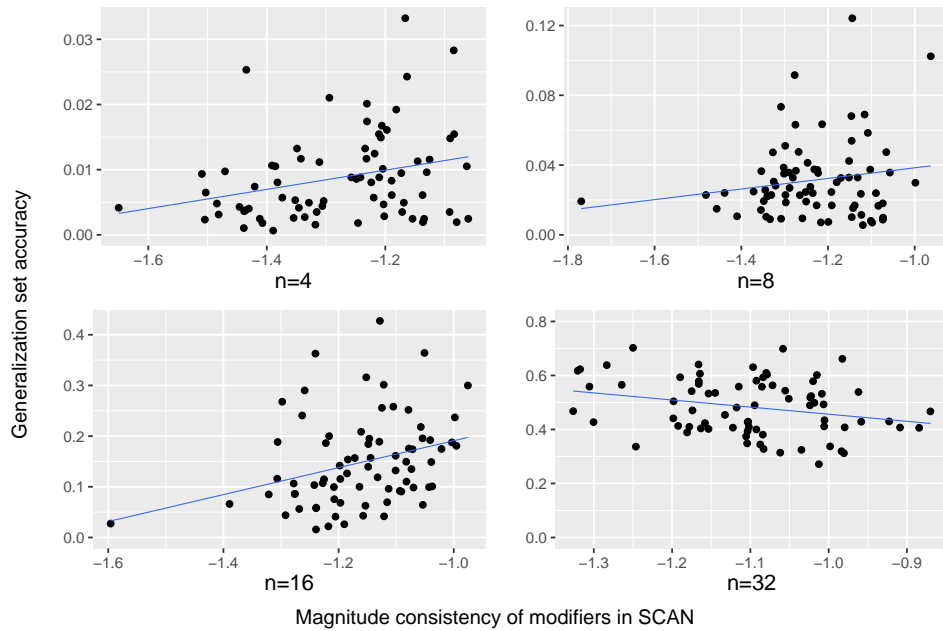 Generalization set accuracy
0.03
0.02
0.01
0.00
−1.6 −1.4 −1.2
n=4
0.12
0.08
0.04
0.00
−1.8 −1.6 −1.4 −1.2 −1.0
n=8
0.4
0.3
0.2
0.1
0.0
−1.6 −1.4 −1.2 −1.0
n=16
0.8
0.6
0.4
0.2
0.0
−1.3 −1.2 −1.1 −1.0 −0.9
n=32
Magnitude consistency of modifiers in SCAN